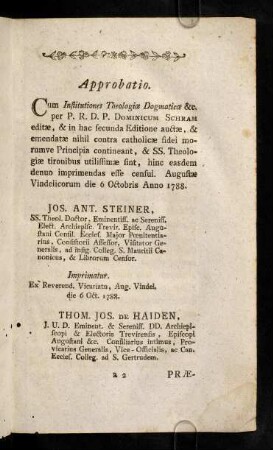 Approbatio.
Cum Institutiones Theologiæ Dogmaticæ &c.
per P. R. D. P. DOMINICUM SCHRAM
editæ, & in hac secunda Editione auctæ, &
emendatæ nihil contra catholicæ fidei mo-
rumve Principia contineant, & SS. Theolo-
giæ tironibus utilissimæ sint, hinc easdem
denuo imprimendas esse censui. Augustæ
Vindelicorum die 6 Octobris Anno 1788.
JOS. ANT. STEINER,
SS. Theol. Doctor, Eminentiss. ac Sereniss.
Elect. Archiepisc. Trevir. Episc. Augu-
stani Consil. Eccles. Major Pœnitentia-
rius, Consistorii Assessor, Visitator Ge-
neralis, ad insig. Colleg. S. Mauritii Ca-
nonicus, & Librorum Censor.
Imprimatur.
Ex Reverend. Vicariatu, Aug. Vindel.
die 6 Oct. 1788.
THOM. JOS. DE HAIDEN,
J. U. D. Eminent. & Sereniss. DD. Archiepi-
scopi & Electoris Trevirensis, Episcopi
Augustani &c. Consiliarius intimus, Pro-
vicarius Generalis, Vice-Officialis, ac Can.
Eccles. Colleg. ad S. Gertrudem.
a 2 PRÆ-